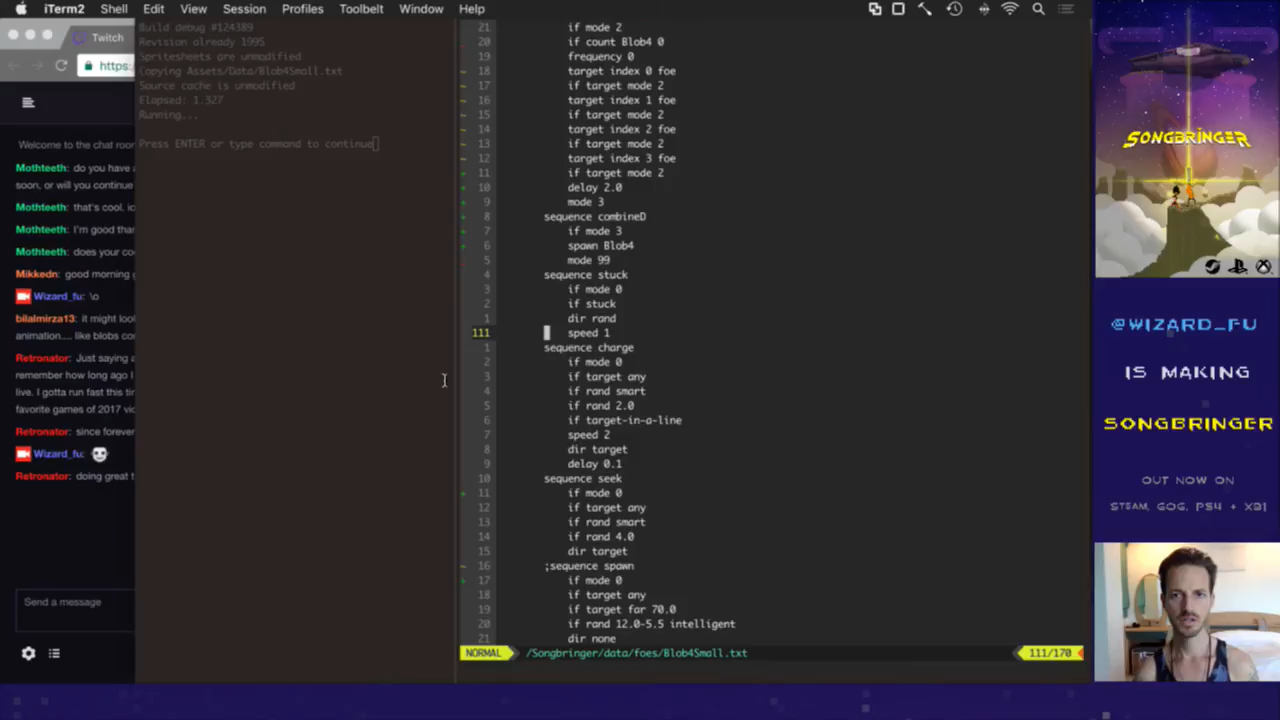 iTerm2 Shell Edit View Session Profiles Toolbelt Window Help
Twitch
https:
Welcome to the chat roo
Mothteeth: do you have
soon, or will you continue
Mothteeth: that's cool.
Mothteeth: I'm good
Mothteeth: does your
Mikkedn: good morning
Wizard_fu: \o
bilalmirza13: it might
animation.... like blobs
Retronator: Just saying
remember how long ago I
live. I gotta run fast this
favorite games of 2017
Retronator: since forever
Wizard_fu:
Retronator: doing great
Send a message
Build debug #124389
Revision already 1995
Spritesheets are unmodified
Copying Assets/Data/Blob4Small.txt
Source cache is unmodified
Elapsed: 1.327
Running...
Press ENTER or type command to continue
21 if mode 2
20 if count Blob4 0
19 frequency 0
~ 18 target index 0 foe
~ 17 if target mode 2
~ 16 target index 1 foe
~ 15 if target mode 2
~ 14 target index 2 foe
~ 13 if target mode 2
~ 12 target index 3 foe
+ 11 if target mode 2
+ 10 delay 2.0
+ 9 mode 3
+ 8 sequence combineD
+ 7 if mode 3
+ 6 spawn Blob4
5 mode 99
4 sequence stuck
3 if mode 0
2 if stuck
1 dir rand
111 speed 1
1 sequence charge
2 if mode 0
3 if target any
4 if rand smart
5 if rand 2.0
6 if target-in-a-line
7 speed 2
8 dir target
9 delay 0.1
10 sequence seek
+ 11 if mode 0
12 if target any
13 if rand smart
14 if rand 4.0
15 dir target
~ 16 ;sequence spawn
+ 17 if mode 0
18 if target any
19 if target far 70.0
20 if rand 12.0-5.5 intelligent
21 dir none
NORMAL /Songbringer/data/foes/Blob4Small.txt 111/170
SONGBRINGER
@WIZARD_FU
IS MAKING
SONGBRINGER
OUT NOW ON
STEAM, GOG, PS4 + XB1